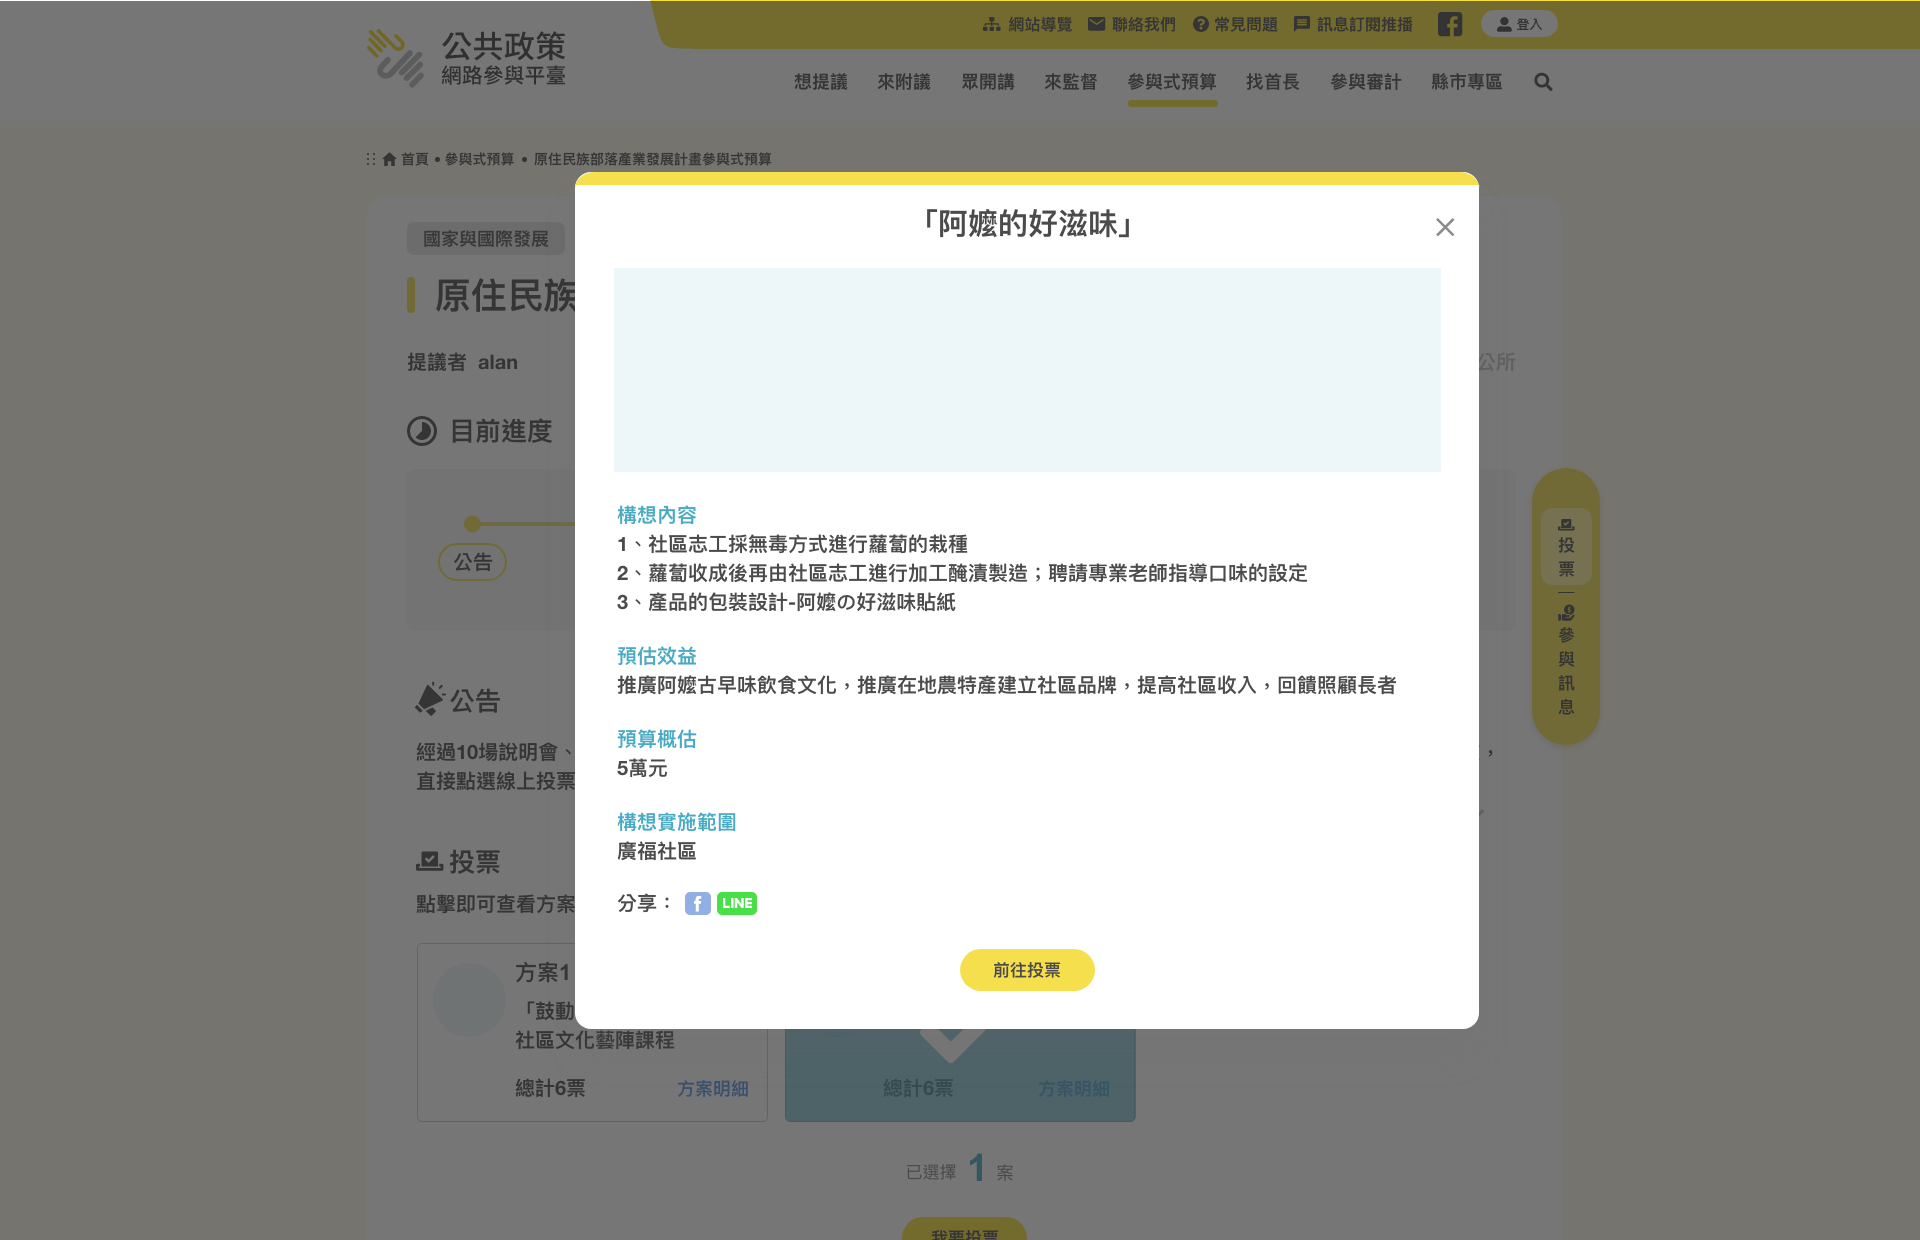 公共政策
網路參與平臺
網站導覽 聯絡我們 常見問題 訊息訂閱推播 登入
想提議 來附議 眾開講 來監督 參與式預算 找首長 參與審計 縣市專區
首頁 • 參與式預算 • 原住民族部落產業發展計畫參與式預算
國家與國際發展
原住民族
提議者 alan
公所
目前進度
公告
公告
經過10場說明會、
直接點選線上投票
投票
點擊即可查看方案
方案1
「鼓動
社區文化藝陣課程
總計6票 方案明細
總計6票 方案明細
已選擇 1 案
我要投票
「阿嬤的好滋味」
構想內容
1、社區志工採無毒方式進行蘿蔔的栽種
2、蘿蔔收成後再由社區志工進行加工醃漬製造；聘請專業老師指導口味的設定
3、產品的包裝設計-阿嬤の好滋味貼紙
預估效益
推廣阿嬤古早味飲食文化，推廣在地農特產建立社區品牌，提高社區收入，回饋照顧長者
預算概估
5萬元
構想實施範圍
廣福社區
分享： f LINE
前往投票
投票
參與訊息